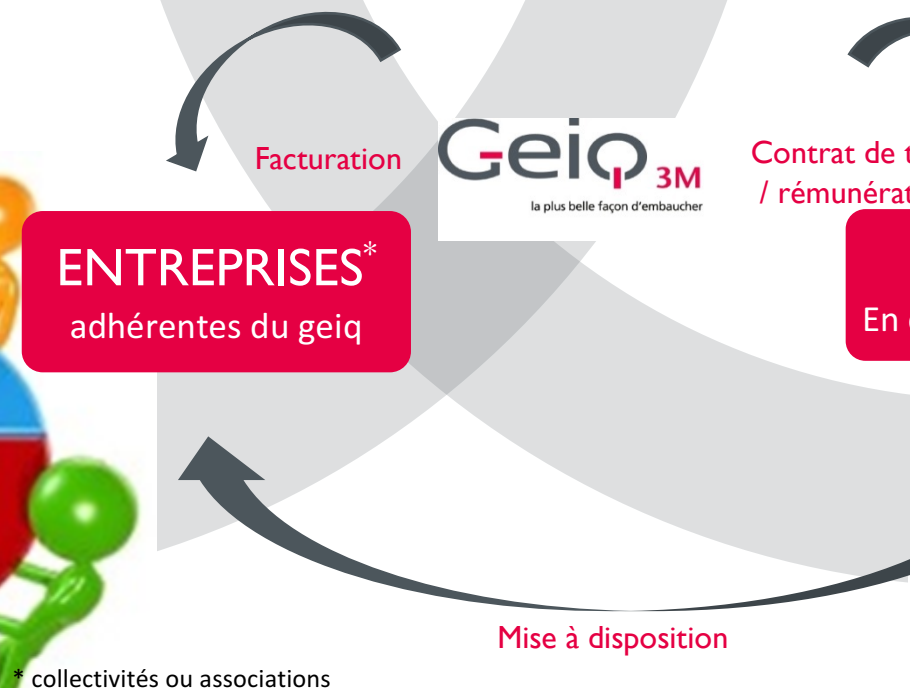 Facturation
Geiq 3M
la plus belle façon d'embaucher
Contrat de
/
ENTREPRISES*
adhérentes du geiq
En
Mise à disposition
* collectivités ou associations